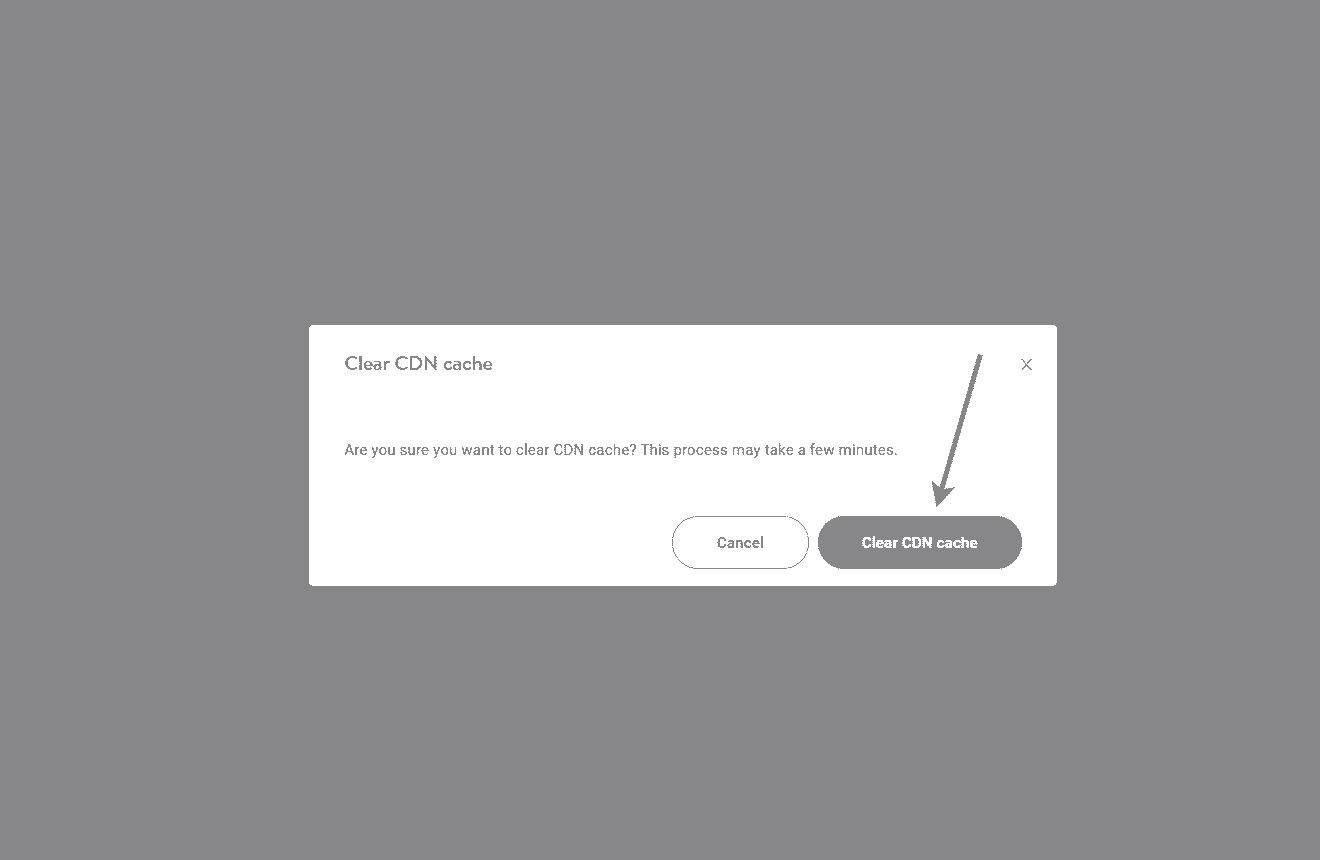 Clear CDN cache
Are you sure you want to clear CDN cache? This process may take a few minutes.
Cancel
Clear CDN cache